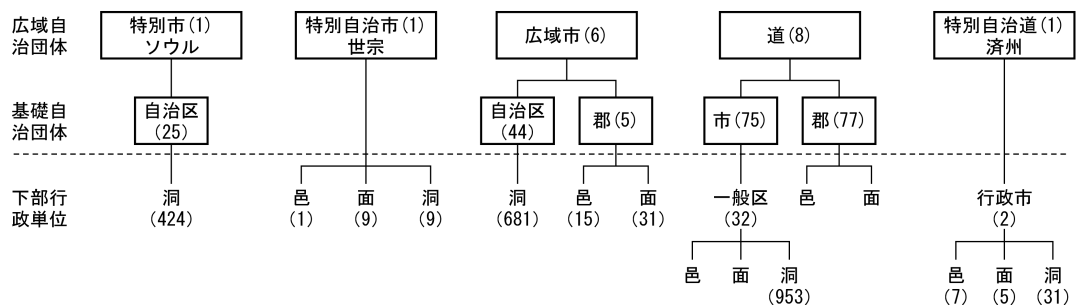 広域自
治団体
特別市(1)
ソウル
特別自治市(1)
世宗
広域市(6)
道(8)
特別自治道(1)
済州
基礎自
治団体
自治区
(25)
自治区
(44)
郡(5)
市(75)
郡(77)
下部行
政単位
洞
(424)
邑
(1)
面
(9)
洞
(9)
洞
(681)
邑
(15)
面
(31)
一般区
(32)
邑
面
行政市
(2)
邑
面
洞
(953)
邑
(7)
面
(5)
洞
(31)